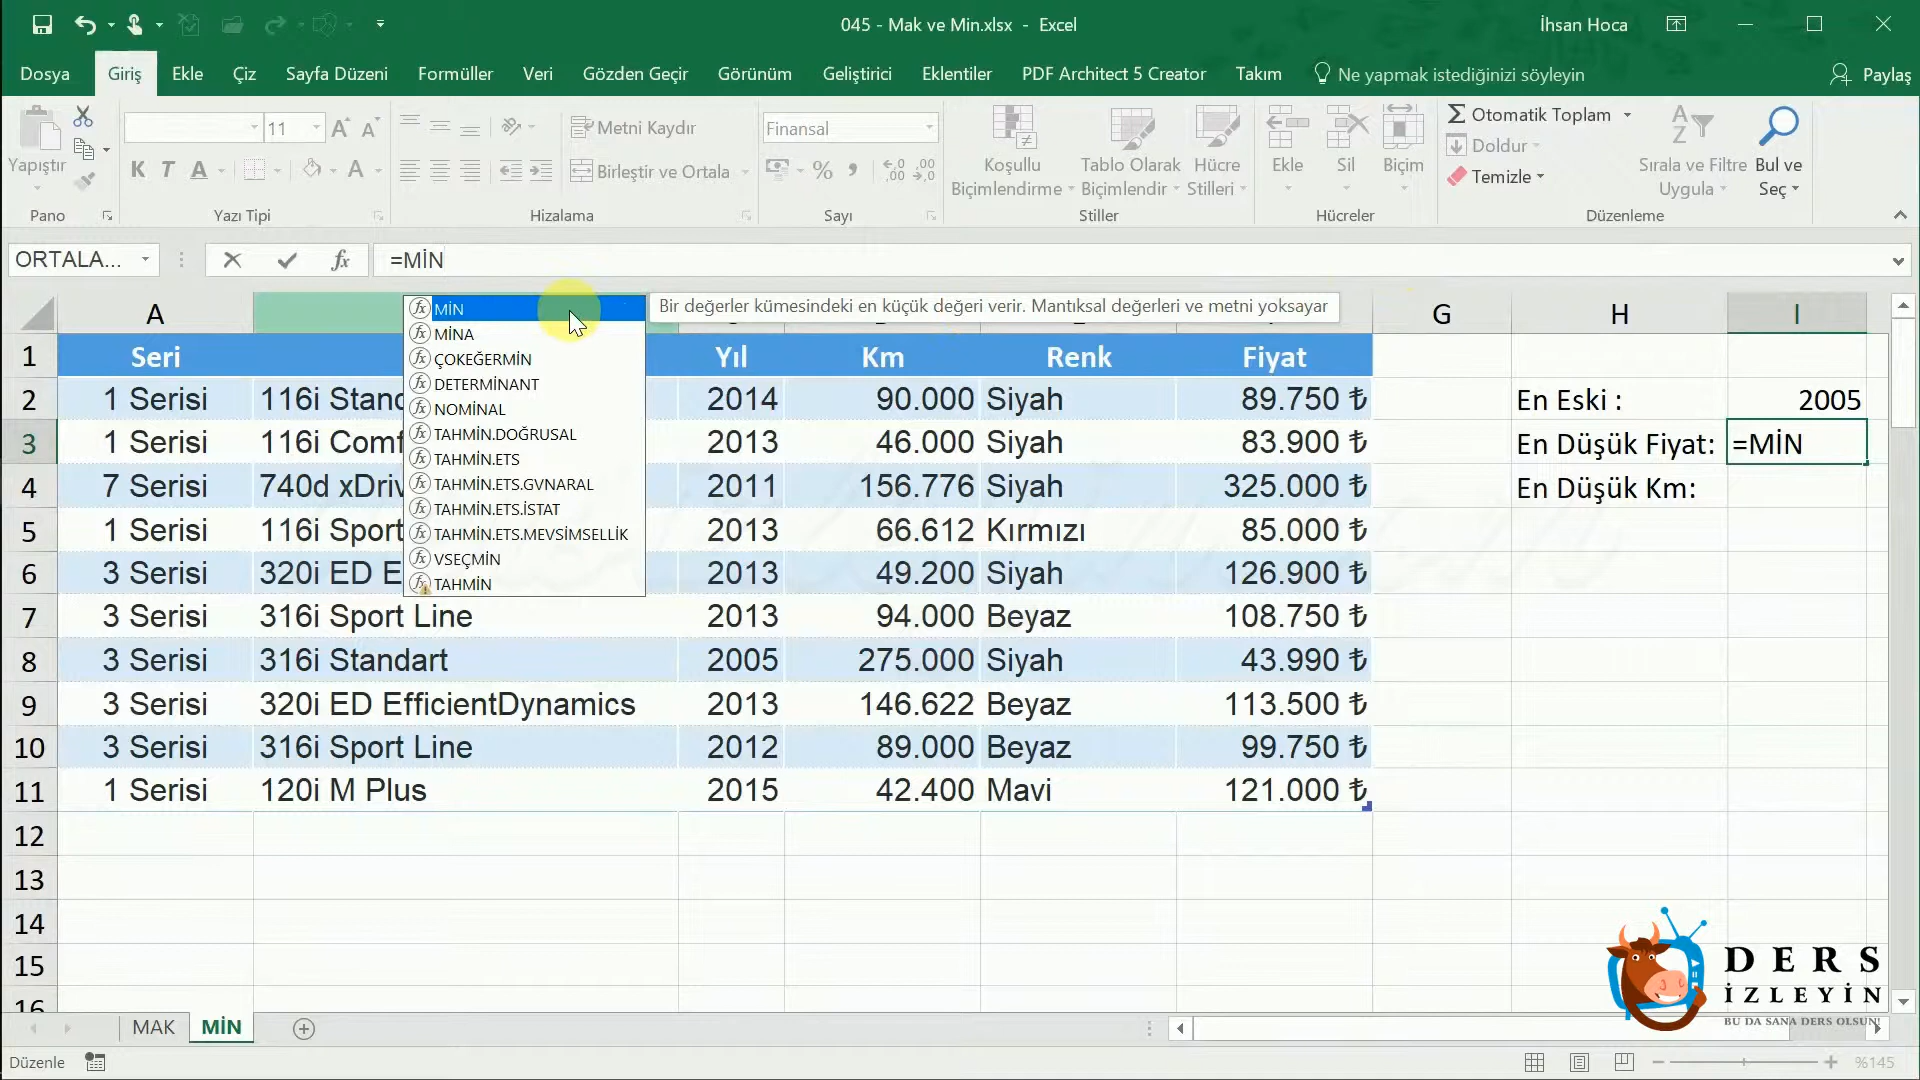 045 - Mak ve Min.xlsx - Excel
İhsan Hoca
Dosya Giriş Ekle Çiz Sayfa Düzeni Formüller Veri Gözden Geçir Görünüm Geliştirici Eklentiler PDF Architect 5 Creator Takım Ne yapmak istediğinizi söyleyin Paylaş
Yapıştır
11
Metni Kaydır
Birleştir ve Ortala
Finansal
Koşullu Biçimlendirme
Tablo Olarak Biçimlendir
Hücre Stilleri
Ekle Sil Biçim
Otomatik Toplam
Doldur
Temizle
Sırala ve Filtre Uygula
Bul ve Seç
Pano Yazı Tipi Hizalama Sayı Stiller Hücreler Düzenleme
ORTALA... fx =MİN
A G H I
MİN
MİNA
ÇOKEĞERMİN
DETERMİNANT
NOMİNAL
TAHMİN.DOĞRUSAL
TAHMİN.ETS
TAHMİN.ETS.GVNARAL
TAHMİN.ETS.İSTAT
TAHMİN.ETS.MEVSİMSELLİK
VSEÇMİN
TAHMİN
Bir değerler kümesindeki en küçük değeri verir. Mantıksal değerleri ve metni yoksayar
1 Seri Yıl Km Renk Fiyat
2 1 Serisi 116i Stand 2014 90.000 Siyah 89.750 ₺ En Eski : 2005
3 1 Serisi 116i Comf 2013 46.000 Siyah 83.900 ₺ En Düşük Fiyat: =MİN
4 7 Serisi 740d xDriv 2011 156.776 Siyah 325.000 ₺ En Düşük Km:
5 1 Serisi 116i Sport 2013 66.612 Kırmızı 85.000 ₺
6 3 Serisi 320i ED E 2013 49.200 Siyah 126.900 ₺
7 3 Serisi 316i Sport Line 2013 94.000 Beyaz 108.750 ₺
8 3 Serisi 316i Standart 2005 275.000 Siyah 43.990 ₺
9 3 Serisi 320i ED EfficientDynamics 2013 146.622 Beyaz 113.500 ₺
10 3 Serisi 316i Sport Line 2012 89.000 Beyaz 99.750 ₺
11 1 Serisi 120i M Plus 2015 42.400 Mavi 121.000 ₺
12
13
14
15
16
DERS
İZLEYİN
BU DA SANA DERS OLSUN!
MAK MİN
Düzenle
%145